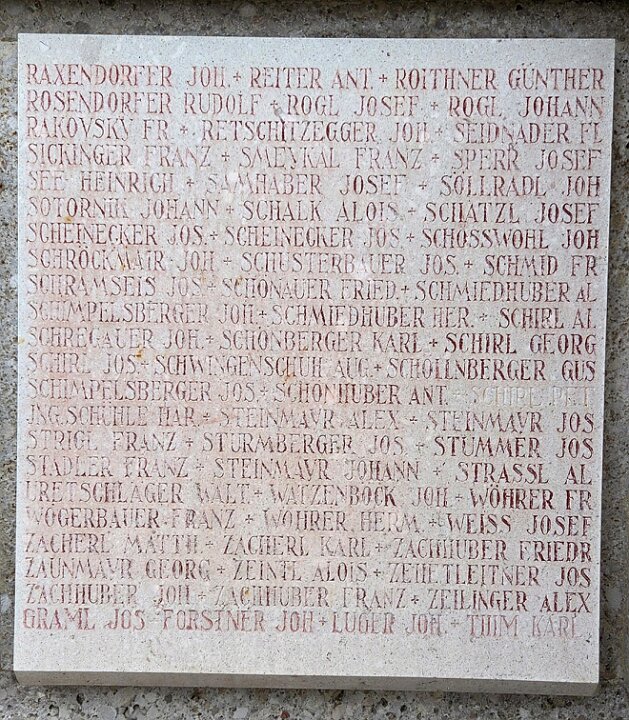 RAXENDORFER JOH. + REITER ANT. + ROITHNER GÜNTHER
ROSENDORFER RUDOLF + ROGL JOSEF + ROGL JOHANN
RAKOVSKY FR. + RETSCHITZEGGER JOH. + SEIDNADER FL
SICKINGER FRANZ + SMEYKAL FRANZ + SPERR JOSEF
SEE HEINRICH + SAMHABER JOSEF + SÖLLRADL JOH
SOTORNIK JOHANN + SCHALK ALOIS + SCHATZL JOSEF
SCHEINECKER JOS. + SCHEINECKER JOS. + SCHOSSWOHL JOH
SCHRÖCKMAIR JOH + SCHUSTERBAUER JOS. + SCHMID FR
SCHRAMSEIS JOS + SCHÖNAUER FRIED + SCHMIEDHUBER AL
SCHIMPELSBERGER JOH + SCHMIEDHUBER HER. + SCHIRL AL
SCHREGAUER JOH + SCHÖNBERGER KARL + SCHIRL GEORG
SCHIRL JOS + SCHWINGENSCHUH AUG. + SCHÖLLNBERGER GUS
SCHIMPELSBERGER JOS. + SCHÖNHUBER ANT. + SCHIRL PET
JNG. SCHÜHLE HAR. + STEINMAYR ALEX + STEINMAYR JOS
STRIGL FRANZ + STURMBERGER JOS + STUMMER JOS
STADLER FRANZ + STEINMAYR JOHANN + STRASSL AL
URETSCHLÄGER WALT + WATZENBÖCK JOH. + WÖHRER FR
WÖGERBAUER FRANZ + WÖHRER HERM. + WEISS JOSEF
ZACHERL MATTH + ZACHERL KARL + ZACHHUBER FRIEDR
ZAUNMAYR GEORG + ZEINTL ALOIS + ZEHETLEITNER JOS
ZACHHUBER JOH + ZACHHUBER FRANZ + ZEILINGER ALEX
GRAML JOS FORSTNER JOH + LUGER JOH. + THIM KARL